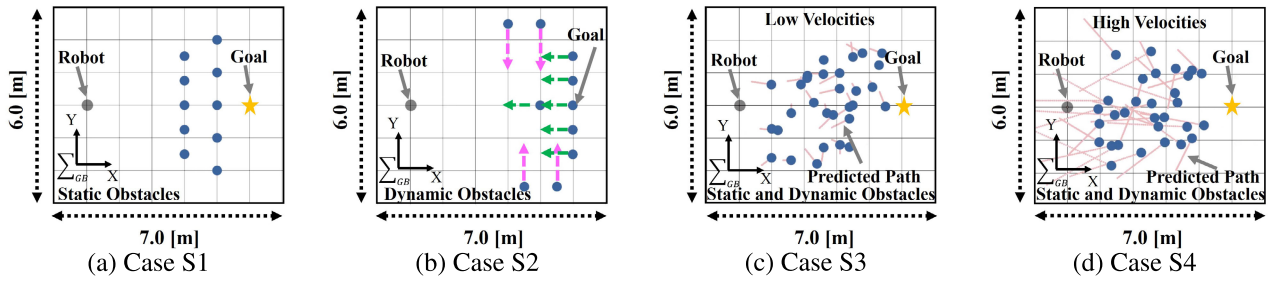 6.0 [m]
Robot
Goal
Y
X
∑GB
Static Obstacles
7.0 [m]
(a) Case S1
6.0 [m]
Robot
Goal
Y
X
∑GB
Dynamic Obstacles
7.0 [m]
(b) Case S2
6.0 [m]
Low Velocities
Robot
Goal
Y
X
∑GB
Predicted Path
Static and Dynamic Obstacles
7.0 [m]
(c) Case S3
6.0 [m]
High Velocities
Robot
Goal
Y
X
∑GB
Predicted Path
Static and Dynamic Obstacles
7.0 [m]
(d) Case S4